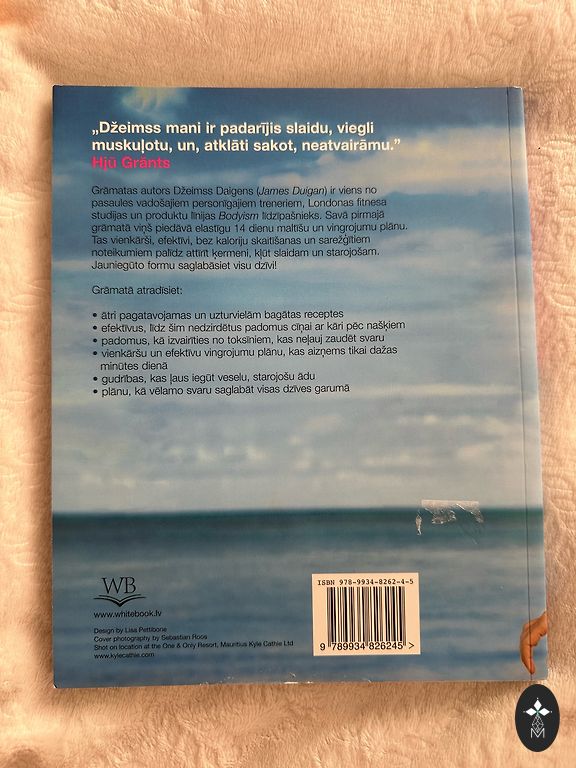 „Džeimss mani ir padarījis slaidu, viegli
muskuļotu, un, atklāti sakot, neatvairāmu.”
Hjū Grānts
Grāmatas autors Džeimss Daigens (James Duigan) ir viens no
pasaules vadošajiem personīgajiem treneriem, Londonas fitnesa
studijas un produktu līnijas Bodyism līdzīpašnieks. Savā pirmajā
grāmatā viņš piedāvā elastīgu 14 dienu maltīšu un vingrojumu plānu.
Tas vienkārši, efektīvi, bez kaloriju skaitīšanas un sarežģītiem
noteikumiem palīdz attīrīt ķermeni, kļūt slaidam un starojošam.
Jauniegūto formu saglabāsiet visu dzīvi!
Grāmatā atradīsiet:
• ātri pagatavojamas un uzturvielām bagātas receptes
• efektīvus, līdz šim nedzirdētus padomus cīņai ar kāri pēc našķiem
• padomus, kā izvairīties no toksīniem, kas neļauj zaudēt svaru
• vienkāršu un efektīvu vingrojumu plānu, kas aizņems tikai dažas
minūtes dienā
• gudrības, kas ļaus iegūt veselu, starojošu ādu
• plānu, kā vēlamo svaru saglabāt visas dzīves garumā
WB
www.whitebook.lv
Design by Lisa Pettibone
Cover photography by Sebastian Roos
Shot on location at the One & Only Resort, Mauritius Kyle Cathie Ltd
www.kylecathie.com
ISBN 978-9934-8262-4-5
9 789934 826245 >
M